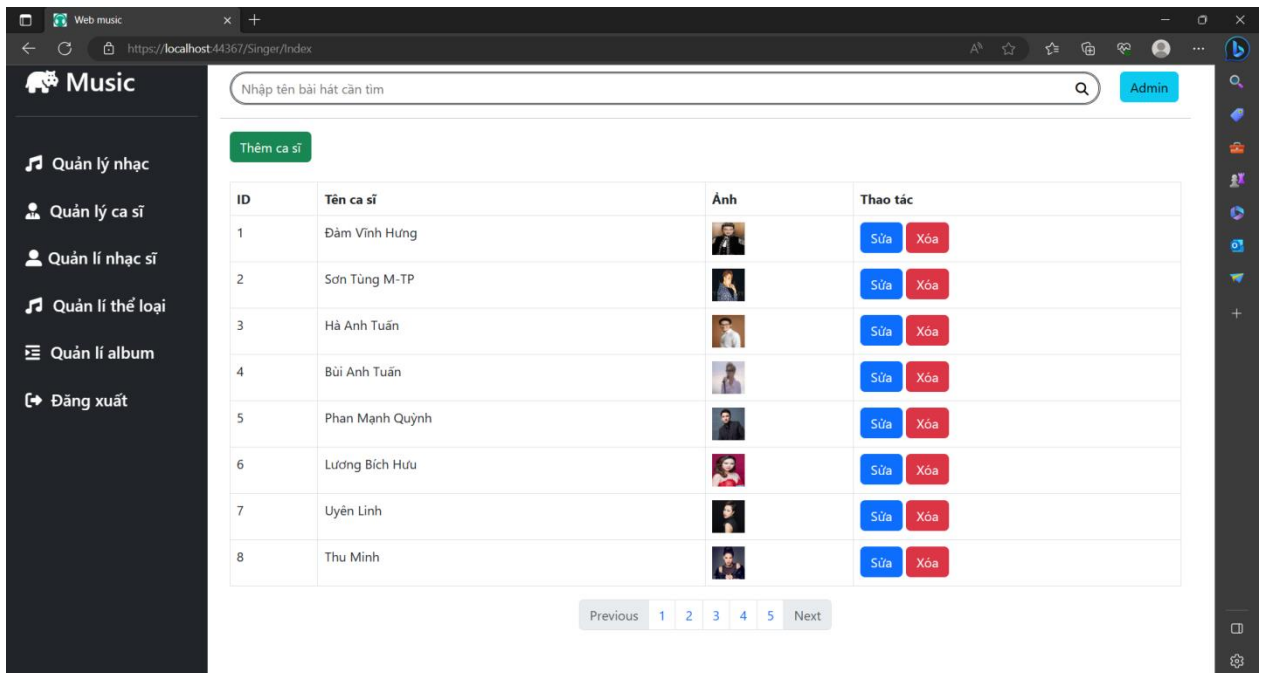 Web music
https://localhost:44367/Singer/Index
Music
Nhập tên bài hát cần tìm
Admin
Quản lý nhạc
Quản lý ca sĩ
Quản lí nhạc sĩ
Quản lí thể loại
Quản lí album
Đăng xuất
Thêm ca sĩ
ID Tên ca sĩ Ảnh Thao tác
1 Đàm Vĩnh Hưng Sửa Xóa
2 Sơn Tùng M-TP Sửa Xóa
3 Hà Anh Tuấn Sửa Xóa
4 Bùi Anh Tuấn Sửa Xóa
5 Phan Mạnh Quỳnh Sửa Xóa
6 Lương Bích Hưu Sửa Xóa
7 Uyên Linh Sửa Xóa
8 Thu Minh Sửa Xóa
Previous 1 2 3 4 5 Next